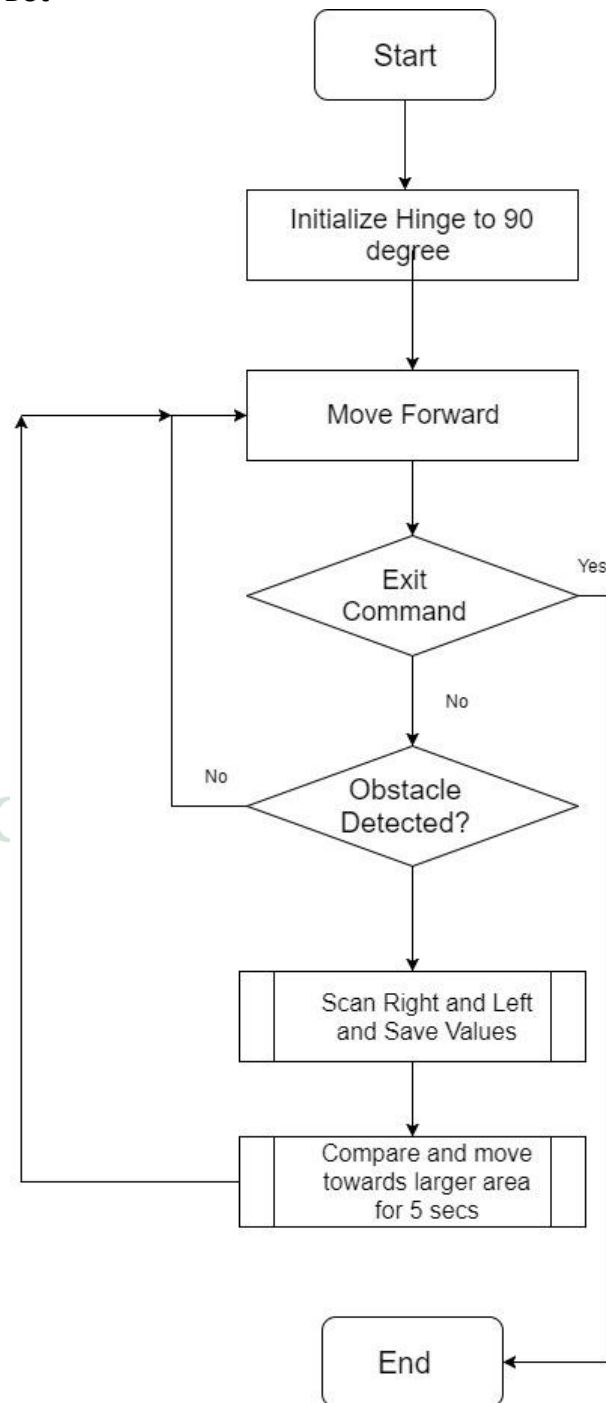 Start
Initialize Hinge to 90
degree
Move Forward
Exit
Command
Yes
No
Obstacle
Detected?
No
Scan Right and Left
and Save Values
Compare and move
towards larger area
for 5 secs
End